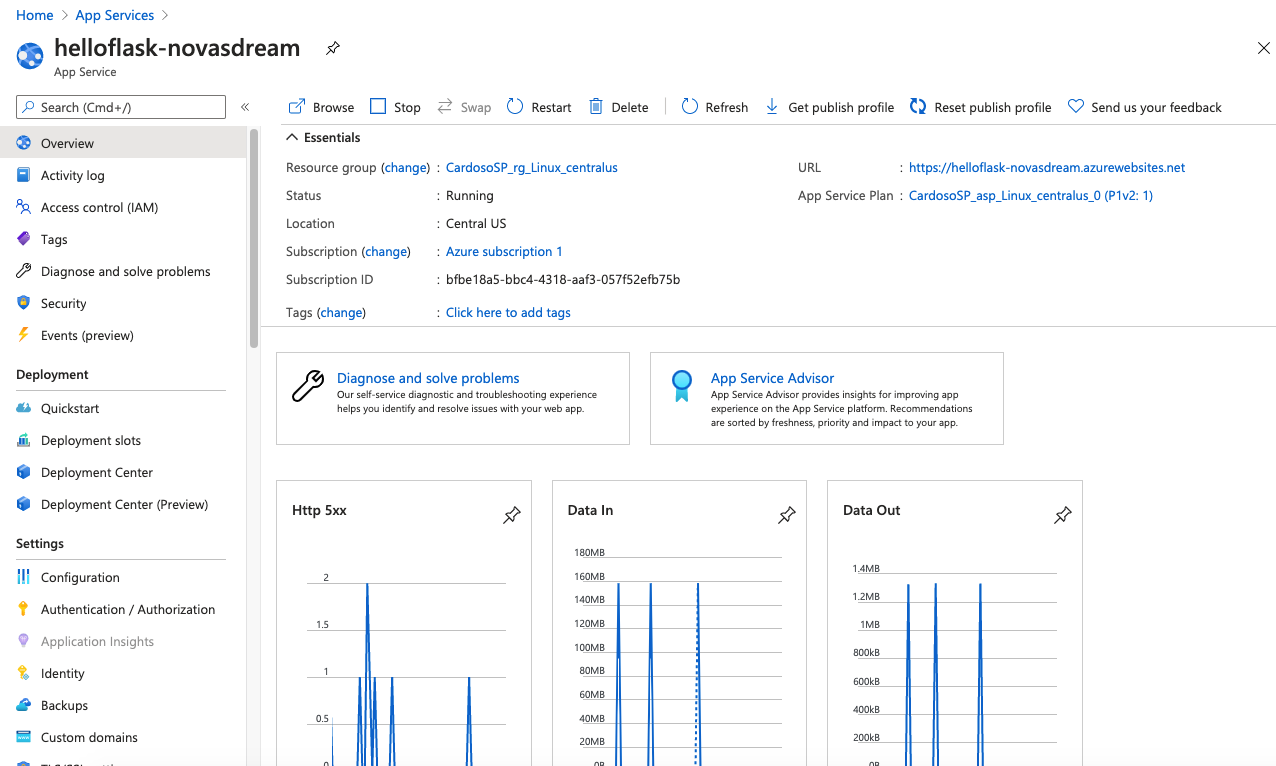 Home > App Services >
helloflask-novasdream
App Service
Search (Cmd+/)
«
Browse Stop Swap Restart Delete Refresh Get publish profile Reset publish profile Send us your feedback
Overview
Activity log
Access control (IAM)
Tags
Diagnose and solve problems
Security
Events (preview)
Deployment
Quickstart
Deployment slots
Deployment Center
Deployment Center (Preview)
Settings
Configuration
Authentication / Authorization
Application Insights
Identity
Backups
Custom domains
Essentials
Resource group (change) : CardosoSP_rg_Linux_centralus
Status : Running
Location : Central US
Subscription (change) : Azure subscription 1
Subscription ID : bfbe18a5-bbc4-4318-aaf3-057f52efb75b
Tags (change) : Click here to add tags
URL : https://helloflask-novasdream.azurewebsites.net
App Service Plan : CardosoSP_asp_Linux_centralus_0 (P1v2: 1)
Diagnose and solve problems
Our self-service diagnostic and troubleshooting experience
helps you identify and resolve issues with your web app.
App Service Advisor
App Service Advisor provides insights for improving app
experience on the App Service platform. Recommendations
are sorted by freshness, priority and impact to your app.
Http 5xx
2
1.5
1
0.5
0
Data In
180MB
160MB
140MB
120MB
100MB
80MB
60MB
40MB
20MB
0B
Data Out
1.4MB
1.2MB
1MB
800kB
600kB
400kB
200kB
0B